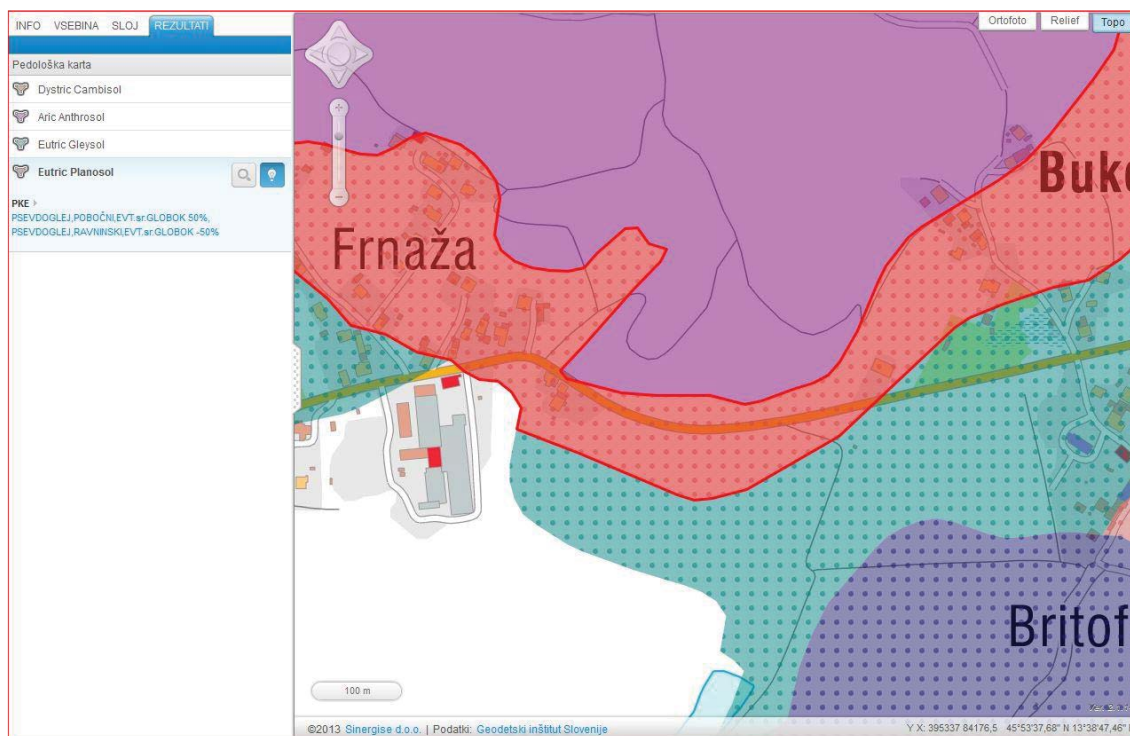 INFO VSEBINA SLOJ REZULTATI
Pedološka karta
Dystric Cambisol
Aric Anthrosol
Eutric Gleysol
Eutric Planosol
PKE
PSEVDOGLEJ,POBOČNI,EVT.sr.GLOBOK 50%,
PSEVDOGLEJ,RAVNINSKI,EVT.sr.GLOBOK -50%
Ortofoto Relief Topo
Buko
Frnaža
Britof
100 m
©2013 Sinergise d.o.o. | Podatki: Geodetski inštitut Slovenije
Y X: 395337 84176,5 45°53'37,68" N 13°38'47,46"